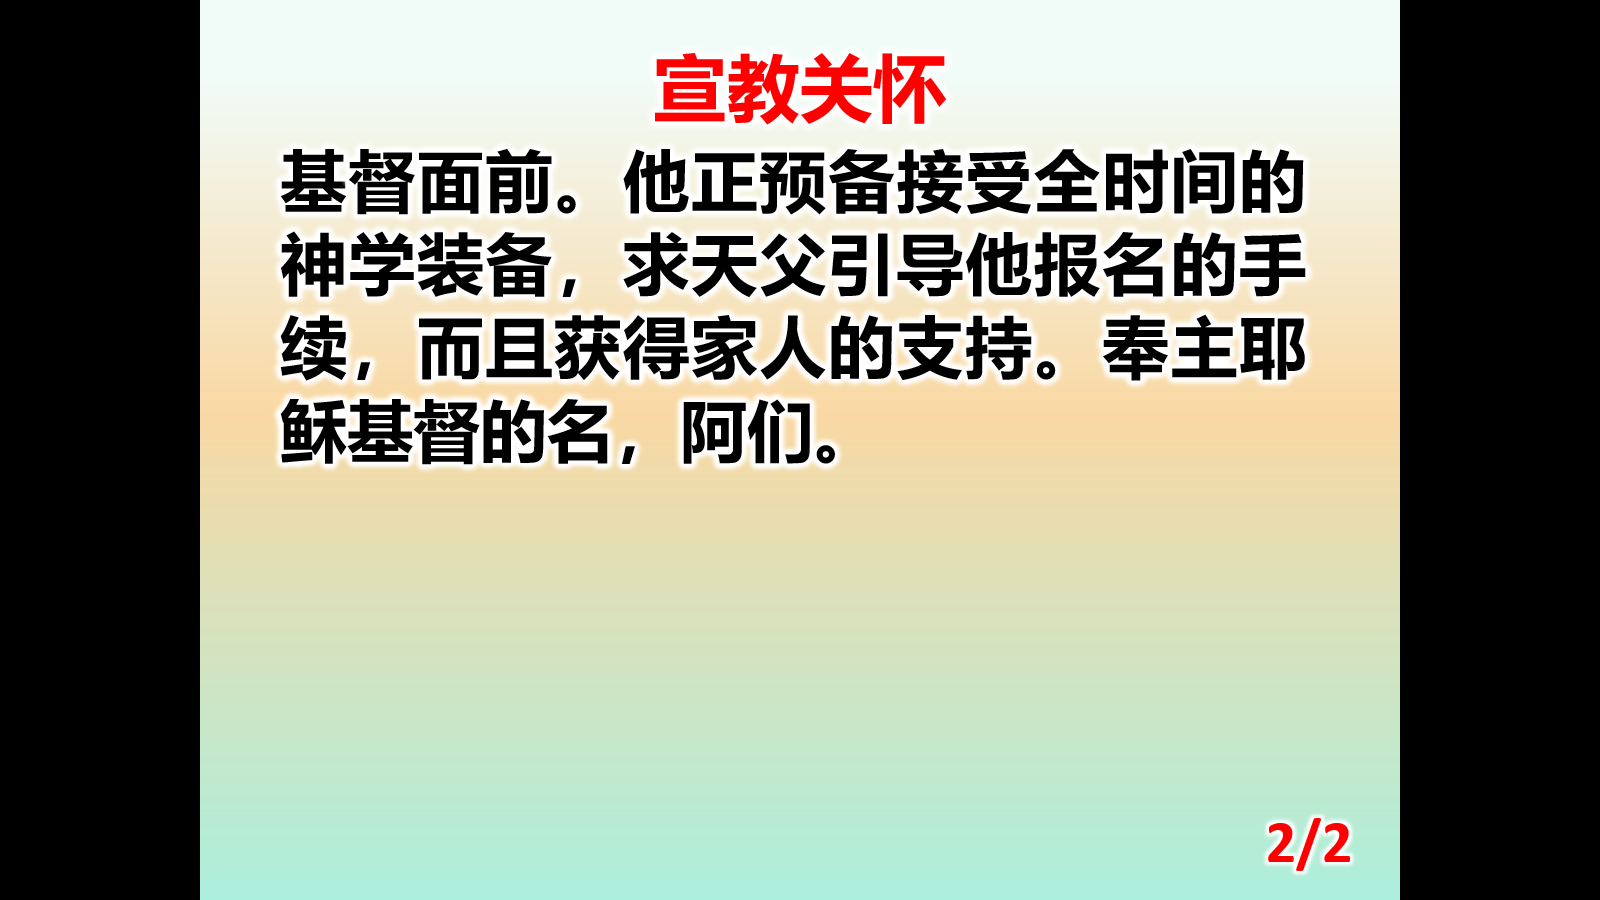 宣教关怀
基督面前。他正预备接受全时间的
神学装备，求天父引导他报名的手
续，而且获得家人的支持。奉主耶
稣基督的名，阿们。
2/2